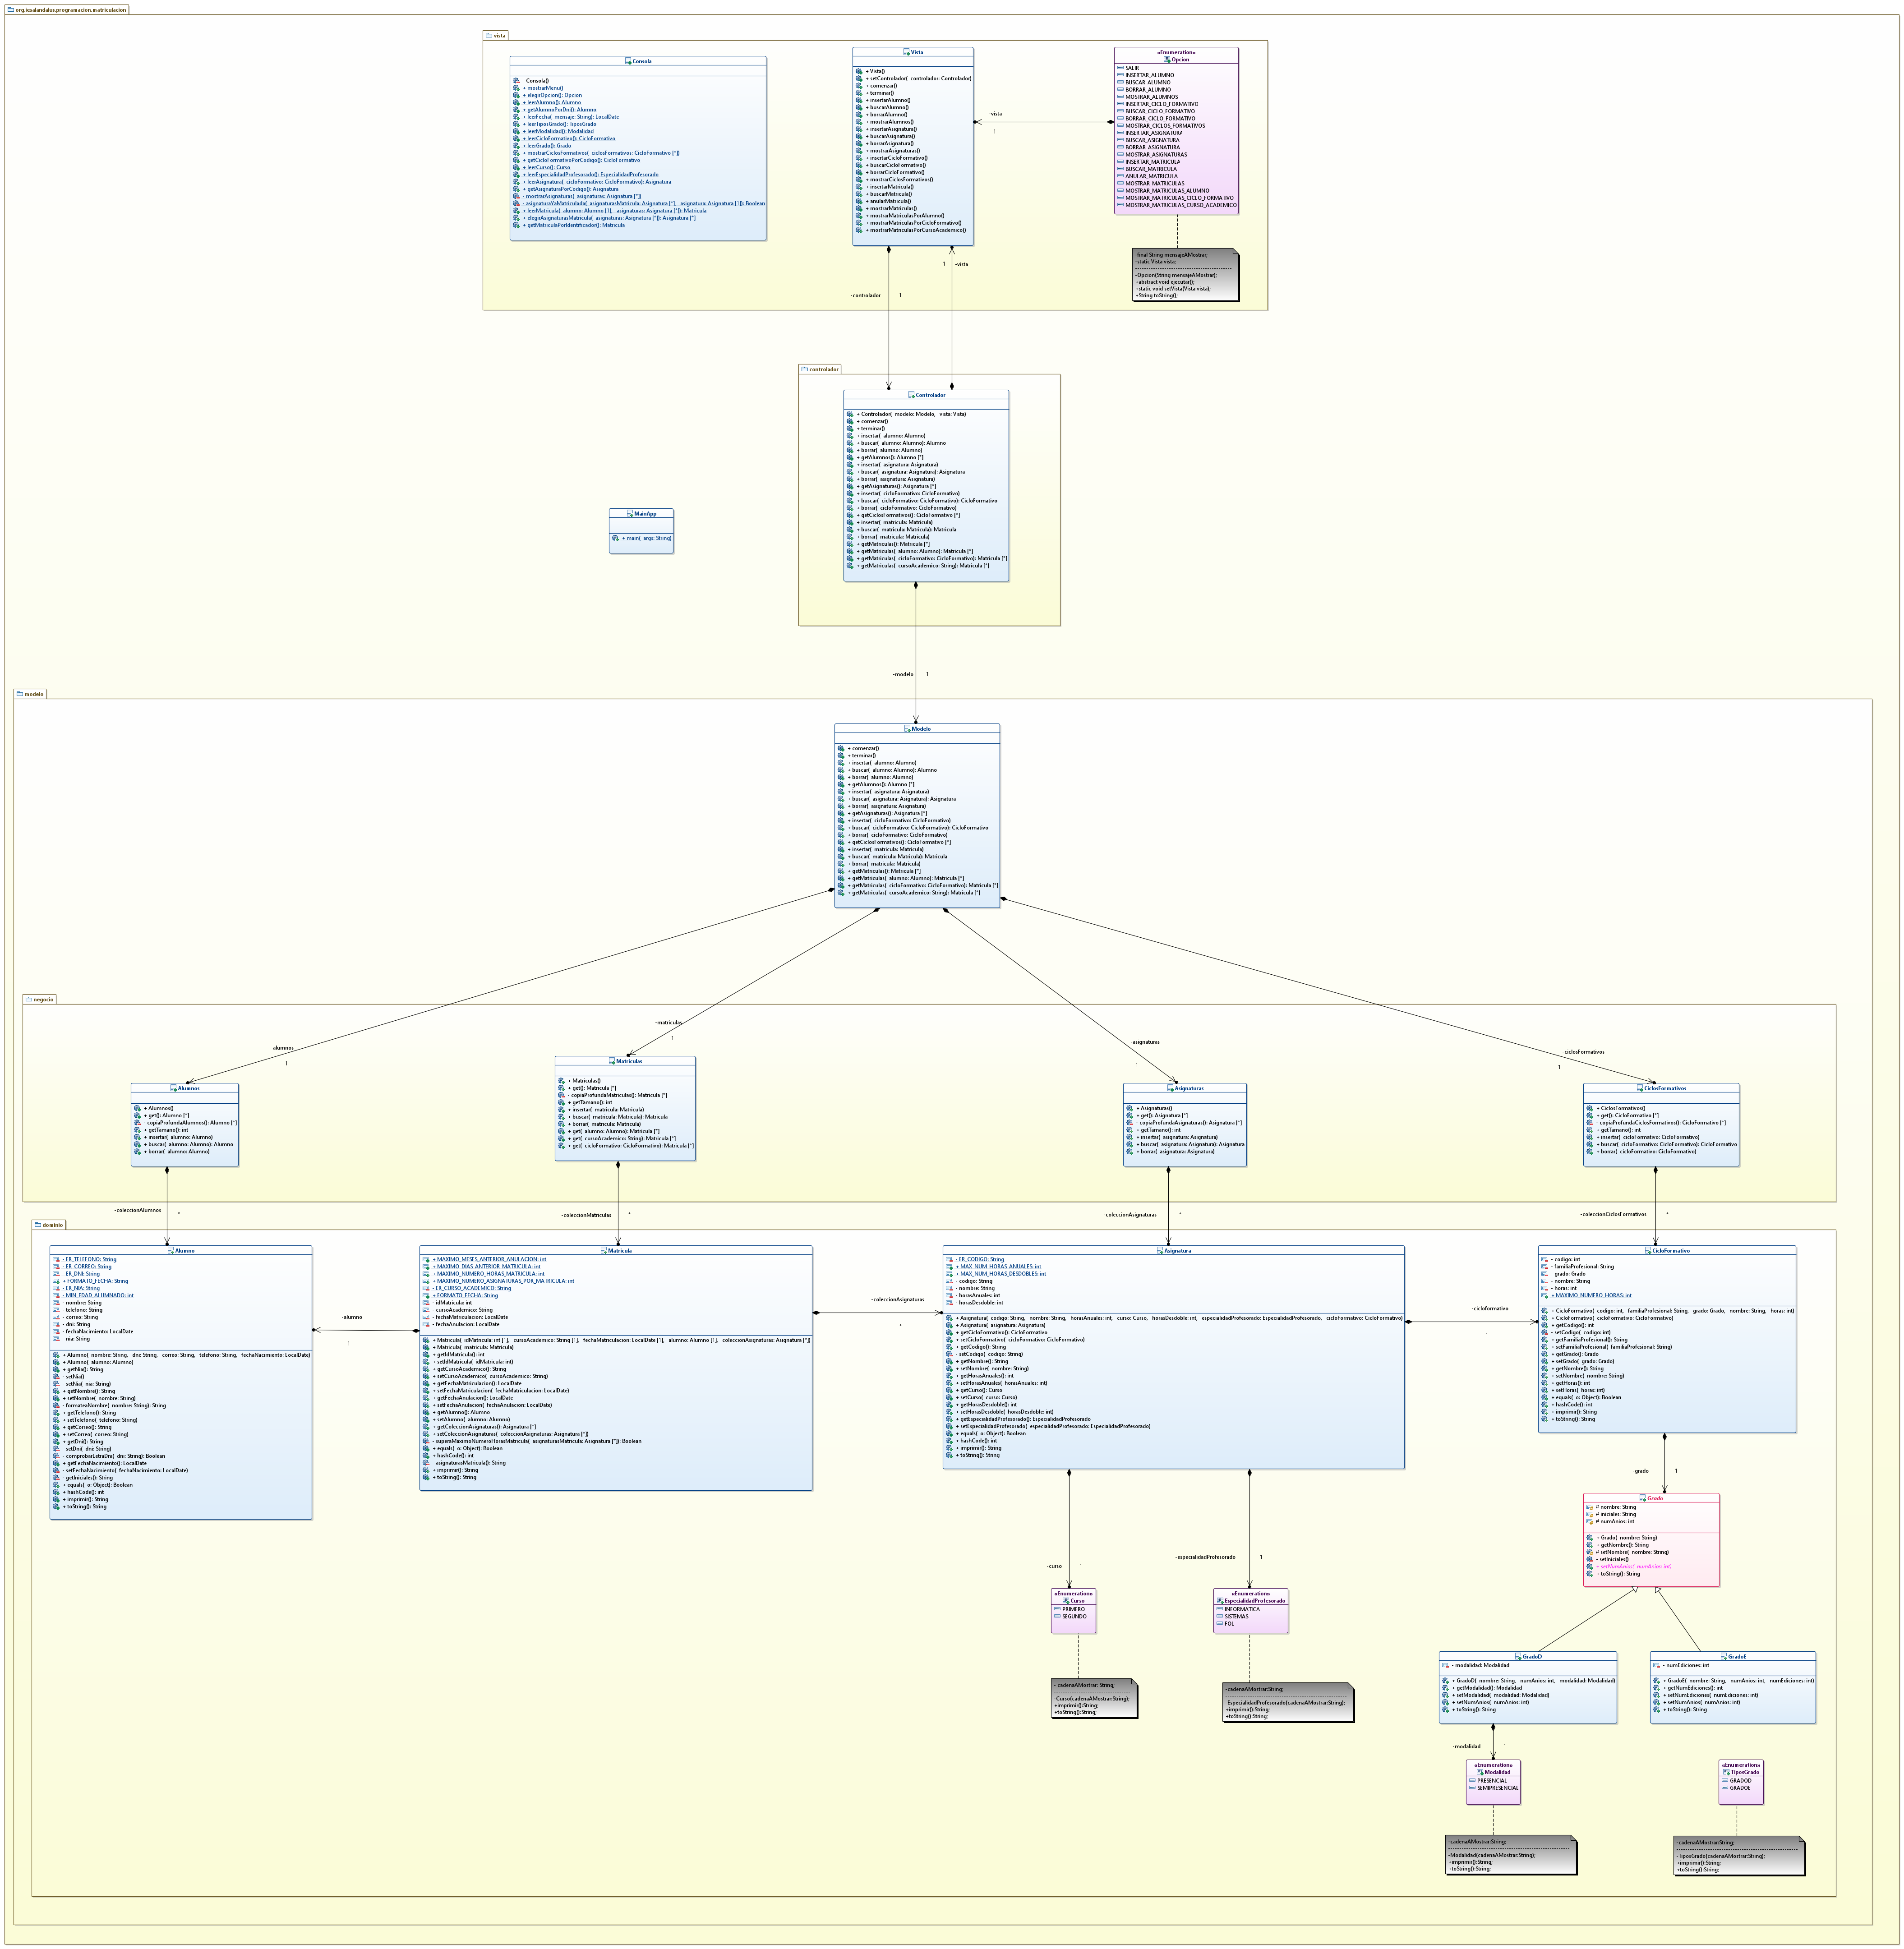 org.iesalandalus.programacion.matriculacion
vista
Consola
- Consola()
+ mostrarMenu()
+ elegirOpcion(): Opcion
+ leerAlumno(): Alumno
+ getAlumnoPorDni(): Alumno
+ leerFecha( mensaje: String): LocalDate
+ leerTiposGrado(): TiposGrado
+ leerModalidad(): Modalidad
+ leerCicloFormativo(): CicloFormativo
+ leerGrado(): Grado
+ mostrarCiclosFormativos( ciclosFormativos: CicloFormativo [*])
+ getCicloFormativoPorCodigo(): CicloFormativo
+ leerCurso(): Curso
+ leerEspecialidadProfesorado(): EspecialidadProfesorado
+ leerAsignatura( cicloFormativo: CicloFormativo): Asignatura
+ getAsignaturaPorCodigo(): Asignatura
- mostrarAsignaturas( asignaturas: Asignatura [*])
- asignaturaYaMatriculada( asignaturasMatricula: Asignatura [*], asignatura: Asignatura [1]): Boolean
+ leerMatricula( alumno: Alumno [1], asignaturas: Asignatura [*]): Matricula
+ elegirAsignaturasMatricula( asignaturas: Asignatura [*]): Asignatura [*]
+ getMatriculaPorIdentificador(): Matricula
Vista
+ Vista()
+ setControlador( controlador: Controlador)
+ comenzar()
+ terminar()
+ insertarAlumno()
+ buscarAlumno()
+ borrarAlumno()
+ mostrarAlumnos()
+ insertarAsignatura()
+ buscarAsignatura()
+ borrarAsignatura()
+ mostrarAsignaturas()
+ insertarCicloFormativo()
+ buscarCicloFormativo()
+ borrarCicloFormativo()
+ mostrarCiclosFormativos()
+ insertarMatricula()
+ buscarMatricula()
+ anularMatricula()
+ mostrarMatriculas()
+ mostrarMatriculasPorAlumno()
+ mostrarMatriculasPorCicloFormativo()
+ mostrarMatriculasPorCursoAcademico()
-vista
1
«Enumeration»
Opcion
SALIR
INSERTAR_ALUMNO
BUSCAR_ALUMNO
BORRAR_ALUMNO
MOSTRAR_ALUMNOS
INSERTAR_CICLO_FORMATIVO
BUSCAR_CICLO_FORMATIVO
BORRAR_CICLO_FORMATIVO
MOSTRAR_CICLOS_FORMATIVOS
INSERTAR_ASIGNATURA
BUSCAR_ASIGNATURA
BORRAR_ASIGNATURA
MOSTRAR_ASIGNATURAS
INSERTAR_MATRICULA
BUSCAR_MATRICULA
ANULAR_MATRICULA
MOSTRAR_MATRICULAS
MOSTRAR_MATRICULAS_ALUMNO
MOSTRAR_MATRICULAS_CICLO_FORMATIVO
MOSTRAR_MATRICULAS_CURSO_ACADEMICO
-final String mensajeAMostrar;
-static Vista vista;
-Opcion(String mensajeAMostrar);
+abstract void ejecutar();
+static void setVista(Vista vista);
+String toString();
1 -vista
-controlador 1
controlador
Controlador
+ Controlador( modelo: Modelo, vista: Vista)
+ comenzar()
+ terminar()
+ insertar( alumno: Alumno)
+ buscar( alumno: Alumno): Alumno
+ borrar( alumno: Alumno)
+ getAlumnos(): Alumno [*]
+ insertar( asignatura: Asignatura)
+ buscar( asignatura: Asignatura): Asignatura
+ borrar( asignatura: Asignatura)
+ getAsignaturas(): Asignatura [*]
+ insertar( cicloFormativo: CicloFormativo)
+ buscar( cicloFormativo: CicloFormativo): CicloFormativo
+ borrar( cicloFormativo: CicloFormativo)
+ getCiclosFormativos(): CicloFormativo [*]
+ insertar( matricula: Matricula)
+ buscar( matricula: Matricula): Matricula
+ borrar( matricula: Matricula)
+ getMatriculas(): Matricula [*]
+ getMatriculas( alumno: Alumno): Matricula [*]
+ getMatriculas( cicloFormativo: CicloFormativo): Matricula [*]
+ getMatriculas( cursoAcademico: String): Matricula [*]
MainApp
+ main( args: String)
-modelo 1
modelo
Modelo
+ comenzar()
+ terminar()
+ insertar( alumno: Alumno)
+ buscar( alumno: Alumno): Alumno
+ borrar( alumno: Alumno)
+ getAlumnos(): Alumno [*]
+ insertar( asignatura: Asignatura)
+ buscar( asignatura: Asignatura): Asignatura
+ borrar( asignatura: Asignatura)
+ getAsignaturas(): Asignatura [*]
+ insertar( cicloFormativo: CicloFormativo)
+ buscar( cicloFormativo: CicloFormativo): CicloFormativo
+ borrar( cicloFormativo: CicloFormativo)
+ getCiclosFormativos(): CicloFormativo [*]
+ insertar( matricula: Matricula)
+ buscar( matricula: Matricula): Matricula
+ borrar( matricula: Matricula)
+ getMatriculas(): Matricula [*]
+ getMatriculas( alumno: Alumno): Matricula [*]
+ getMatriculas( cicloFormativo: CicloFormativo): Matricula [*]
+ getMatriculas( cursoAcademico: String): Matricula [*]
negocio
-alumnos
1
-matriculas
1
-asignaturas
1
-ciclosFormativos
1
Alumnos
+ Alumnos()
+ get(): Alumno [*]
- copiaProfundaAlumnos(): Alumno [*]
+ getTamano(): int
+ insertar( alumno: Alumno)
+ buscar( alumno: Alumno): Alumno
+ borrar( alumno: Alumno)
Matriculas
+ Matriculas()
+ get(): Matricula [*]
- copiaProfundaMatriculas(): Matricula [*]
+ getTamano(): int
+ insertar( matricula: Matricula)
+ buscar( matricula: Matricula): Matricula
+ borrar( matricula: Matricula)
+ get( alumno: Alumno): Matricula [*]
+ get( cursoAcademico: String): Matricula [*]
+ get( cicloFormativo: CicloFormativo): Matricula [*]
Asignaturas
+ Asignaturas()
+ get(): Asignatura [*]
- copiaProfundaAsignaturas(): Asignatura [*]
+ getTamano(): int
+ insertar( asignatura: Asignatura)
+ buscar( asignatura: Asignatura): Asignatura
+ borrar( asignatura: Asignatura)
CiclosFormativos
+ CiclosFormativos()
+ get(): CicloFormativo [*]
- copiaProfundaCiclosFormativos(): CicloFormativo [*]
+ getTamano(): int
+ insertar( cicloFormativo: CicloFormativo)
+ buscar( cicloFormativo: CicloFormativo): CicloFormativo
+ borrar( cicloFormativo: CicloFormativo)
-coleccionAlumnos *
-coleccionMatriculas *
-coleccionAsignaturas *
-coleccionCiclosFormativos *
dominio
Alumno
- ER_TELEFONO: String
- ER_CORREO: String
- ER_DNI: String
+ FORMATO_FECHA: String
- ER_NIA: String
- MIN_EDAD_ALUMNADO: int
- nombre: String
- telefono: String
- correo: String
- dni: String
- fechaNacimiento: LocalDate
- nia: String
+ Alumno( nombre: String, dni: String, correo: String, telefono: String, fechaNacimiento: LocalDate)
+ Alumno( alumno: Alumno)
+ getNia(): String
- setNia()
- setNia( nia: String)
+ getNombre(): String
+ setNombre( nombre: String)
- formateaNombre( nombre: String): String
+ getTelefono(): String
+ setTelefono( telefono: String)
+ getCorreo(): String
+ setCorreo( correo: String)
+ getDni(): String
- setDni( dni: String)
- comprobarLetraDni( dni: String): Boolean
+ getFechaNacimiento(): LocalDate
- setFechaNacimiento( fechaNacimiento: LocalDate)
- getIniciales(): String
+ equals( o: Object): Boolean
+ hashCode(): int
+ imprimir(): String
+ toString(): String
-alumno
1
Matricula
+ MAXIMO_MESES_ANTERIOR_ANULACION: int
+ MAXIMO_DIAS_ANTERIOR_MATRICULA: int
+ MAXIMO_NUMERO_HORAS_MATRICULA: int
+ MAXIMO_NUMERO_ASIGNATURAS_POR_MATRICULA: int
- ER_CURSO_ACADEMICO: String
+ FORMATO_FECHA: String
- idMatricula: int
- cursoAcademico: String
- fechaMatriculacion: LocalDate
- fechaAnulacion: LocalDate
+ Matricula( idMatricula: int [1], cursoAcademico: String [1], fechaMatriculacion: LocalDate [1], alumno: Alumno [1], coleccionAsignaturas: Asignatura [*])
+ Matricula( matricula: Matricula)
+ getIdMatricula(): int
+ setIdMatricula( idMatricula: int)
+ getCursoAcademico(): String
+ setCursoAcademico( cursoAcademico: String)
+ getFechaMatriculacion(): LocalDate
+ setFechaMatriculacion( fechaMatriculacion: LocalDate)
+ getFechaAnulacion(): LocalDate
+ setFechaAnulacion( fechaAnulacion: LocalDate)
+ getAlumno(): Alumno
+ setAlumno( alumno: Alumno)
+ getColeccionAsignaturas(): Asignatura [*]
+ setColeccionAsignaturas( coleccionAsignaturas: Asignatura [*])
- superaMaximoNumeroHorasMatricula( asignaturasMatricula: Asignatura [*]): Boolean
+ equals( o: Object): Boolean
+ hashCode(): int
- asignaturasMatricula(): String
+ imprimir(): String
+ toString(): String
-coleccionAsignaturas
*
Asignatura
- ER_CODIGO: String
+ MAX_NUM_HORAS_ANUALES: int
+ MAX_NUM_HORAS_DESDOBLES: int
- codigo: String
- nombre: String
- horasAnuales: int
- horasDesdoble: int
+ Asignatura( codigo: String, nombre: String, horasAnuales: int, curso: Curso, horasDesdoble: int, especialidadProfesorado: EspecialidadProfesorado, cicloFormativo: CicloFormativo)
+ Asignatura( asignatura: Asignatura)
+ getCicloFormativo(): CicloFormativo
+ setCicloFormativo( cicloFormativo: CicloFormativo)
+ getCodigo(): String
- setCodigo( codigo: String)
+ getNombre(): String
+ setNombre( nombre: String)
+ getHorasAnuales(): int
+ setHorasAnuales( horasAnuales: int)
+ getCurso(): Curso
+ setCurso( curso: Curso)
+ getHorasDesdoble(): int
+ setHorasDesdoble( horasDesdoble: int)
+ getEspecialidadProfesorado(): EspecialidadProfesorado
+ setEspecialidadProfesorado( especialidadProfesorado: EspecialidadProfesorado)
+ equals( o: Object): Boolean
+ hashCode(): int
+ imprimir(): String
+ toString(): String
-cicloformativo
1
CicloFormativo
- codigo: int
- familiaProfesional: String
- grado: Grado
- nombre: String
- horas: int
+ MAXIMO_NUMERO_HORAS: int
+ CicloFormativo( codigo: int, familiaProfesional: String, grado: Grado, nombre: String, horas: int)
+ CicloFormativo( cicloFormativo: CicloFormativo)
+ getCodigo(): int
- setCodigo( codigo: int)
+ getFamiliaProfesional(): String
+ setFamiliaProfesional( familiaProfesional: String)
+ getGrado(): Grado
+ setGrado( grado: Grado)
+ getNombre(): String
+ setNombre( nombre: String)
+ getHoras(): int
+ setHoras( horas: int)
+ equals( o: Object): Boolean
+ hashCode(): int
+ imprimir(): String
+ toString(): String
-grado 1
Grado
# nombre: String
# iniciales: String
# numAnios: int
+ Grado( nombre: String)
+ getNombre(): String
# setNombre( nombre: String)
- setIniciales()
+ setNumAnios( numAnios: int)
+ toString(): String
-curso 1
-especialidadProfesorado 1
«Enumeration»
Curso
PRIMERO
SEGUNDO
«Enumeration»
EspecialidadProfesorado
INFORMATICA
SISTEMAS
FOL
- cadenaAMostrar: String;
-Curso(cadenaAMostrar:String);
+imprimir():String;
+toString():String;
-cadenaAMostrar:String;
-EspecialidadProfesorado(cadenaAMostrar:String);
+imprimir():String;
+toString():String;
GradoD
- modalidad: Modalidad
+ GradoD( nombre: String, numAnios: int, modalidad: Modalidad)
+ getModalidad(): Modalidad
+ setModalidad( modalidad: Modalidad)
+ setNumAnios( numAnios: int)
+ toString(): String
GradoE
- numEdiciones: int
+ GradoE( nombre: String, numAnios: int, numEdiciones: int)
+ getNumEdiciones(): int
+ setNumEdiciones( numEdiciones: int)
+ setNumAnios( numAnios: int)
+ toString(): String
-modalidad 1
«Enumeration»
Modalidad
PRESENCIAL
SEMIPRESENCIAL
«Enumeration»
TiposGrado
GRADOD
GRADOE
-cadenaAMostrar:String;
-Modalidad(cadenaAMostrar:String);
+imprimir():String;
+toString():String;
-cadenaAMostrar:String;
-TiposGrado(cadenaAMostrar:String);
+imprimir():String;
+toString():String;